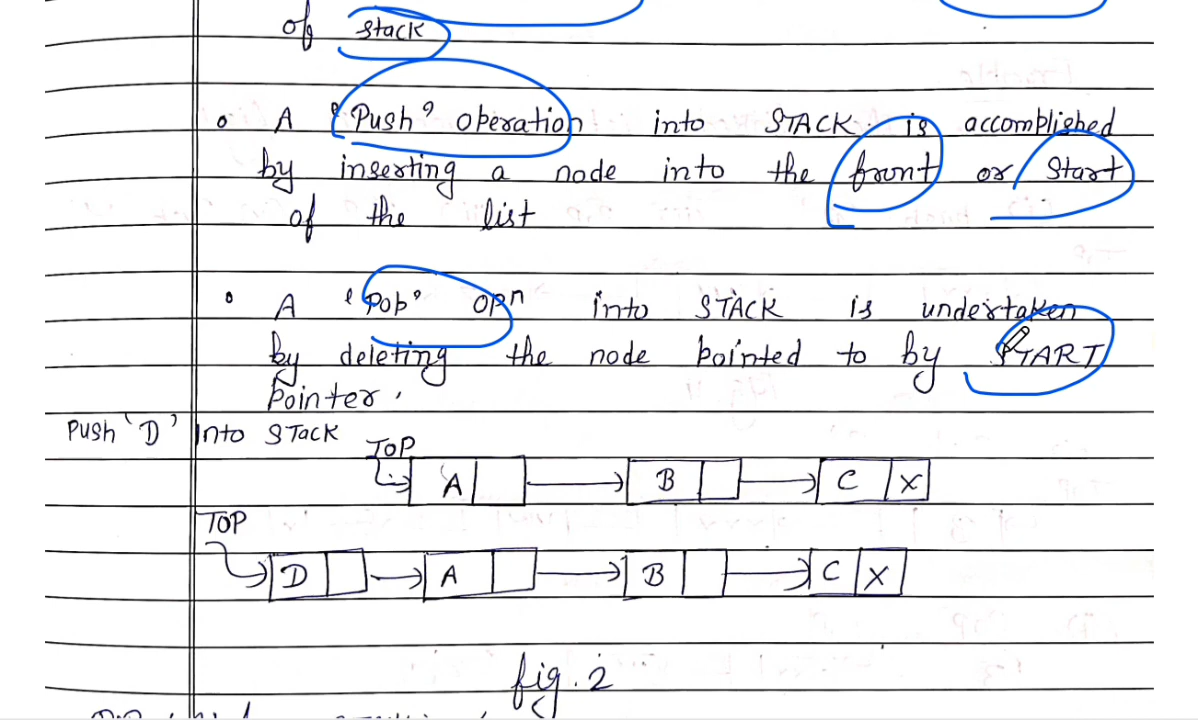 of stack
• A 'Push' operation into STACK is accomplished
by inserting a node into the front or start
of the list
• A 'Pop' opn into STACK is undertaken
by deleting the node pointed to by START
Pointer.
Push 'D' into STACK
TOP
A B C X
TOP
D A B C X
fig. 2